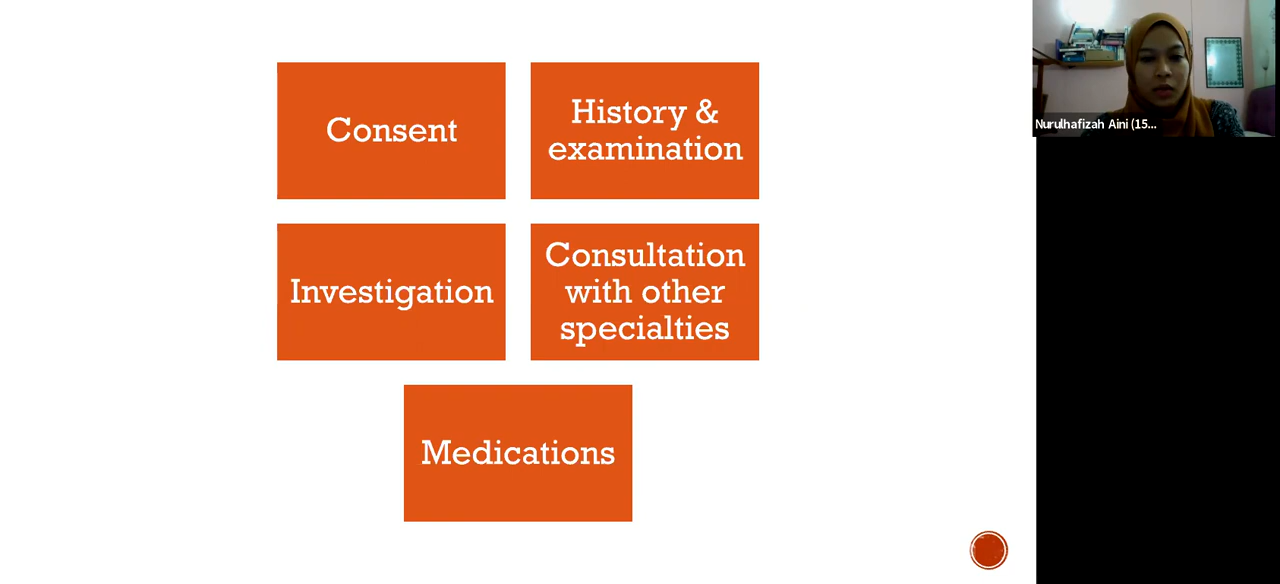 Consent
History &
examination
Investigation
Consultation
with other
specialties
Medications
Nurulhafizah Aini (15...